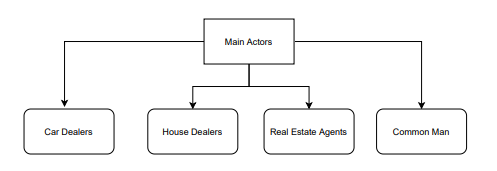 Main Actors
Car Dealers
House Dealers
Real Estate Agents
Common Man